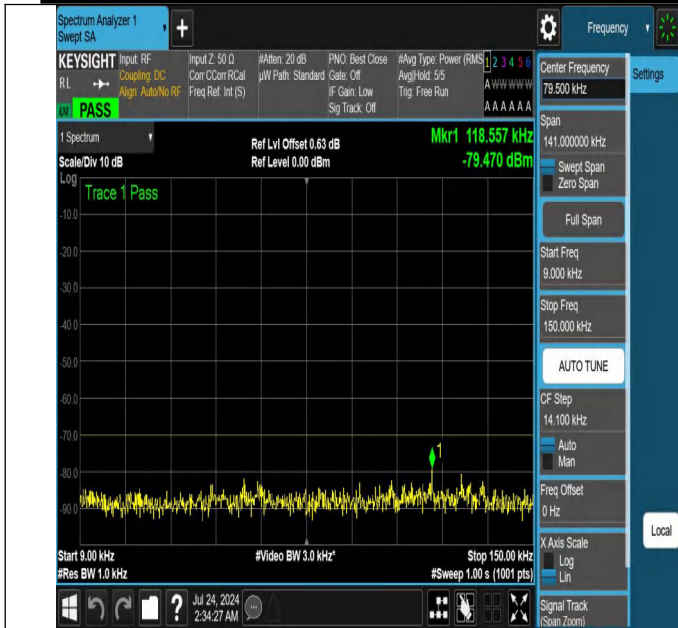 Spectrum Analyzer 1
Swept SA
+
Frequency
KEYSIGHT
RL
LXI
PASS
Input: RF
Coupling: DC
Align: Auto/No RF
Input Z: 50 Ω
Corr CCorr RCal
Freq Ref: Int (S)
#Atten: 20 dB
µW Path: Standard
PNO: Best Close
Gate: Off
IF Gain: Low
Sig Track: Off
#Avg Type: Power (RMS
Avg|Hold: 5/5
Trig: Free Run
1 2 3 4 5 6
A W W W W W
A A A A A A
1 Spectrum
Scale/Div 10 dB
Ref Lvl Offset 0.63 dB
Ref Level 0.00 dBm
Mkr1 118.557 kHz
-79.470 dBm
Log
Trace 1 Pass
-10.0
-20.0
-30.0
-40.0
-50.0
-60.0
-70.0
-80.0
-90.0
1
Start 9.00 kHz
#Res BW 1.0 kHz
#Video BW 3.0 kHz*
Stop 150.00 kHz
#Sweep 1.00 s (1001 pts)
?
Jul 24, 2024
2:34:27 AM
Center Frequency
79.500 kHz
Settings
Span
141.000000 kHz
Swept Span
Zero Span
Full Span
Start Freq
9.000 kHz
Stop Freq
150.000 kHz
AUTO TUNE
CF Step
14.100 kHz
Auto
Man
Freq Offset
0 Hz
X Axis Scale
Log
Lin
Local
Signal Track
(Span Zoom)